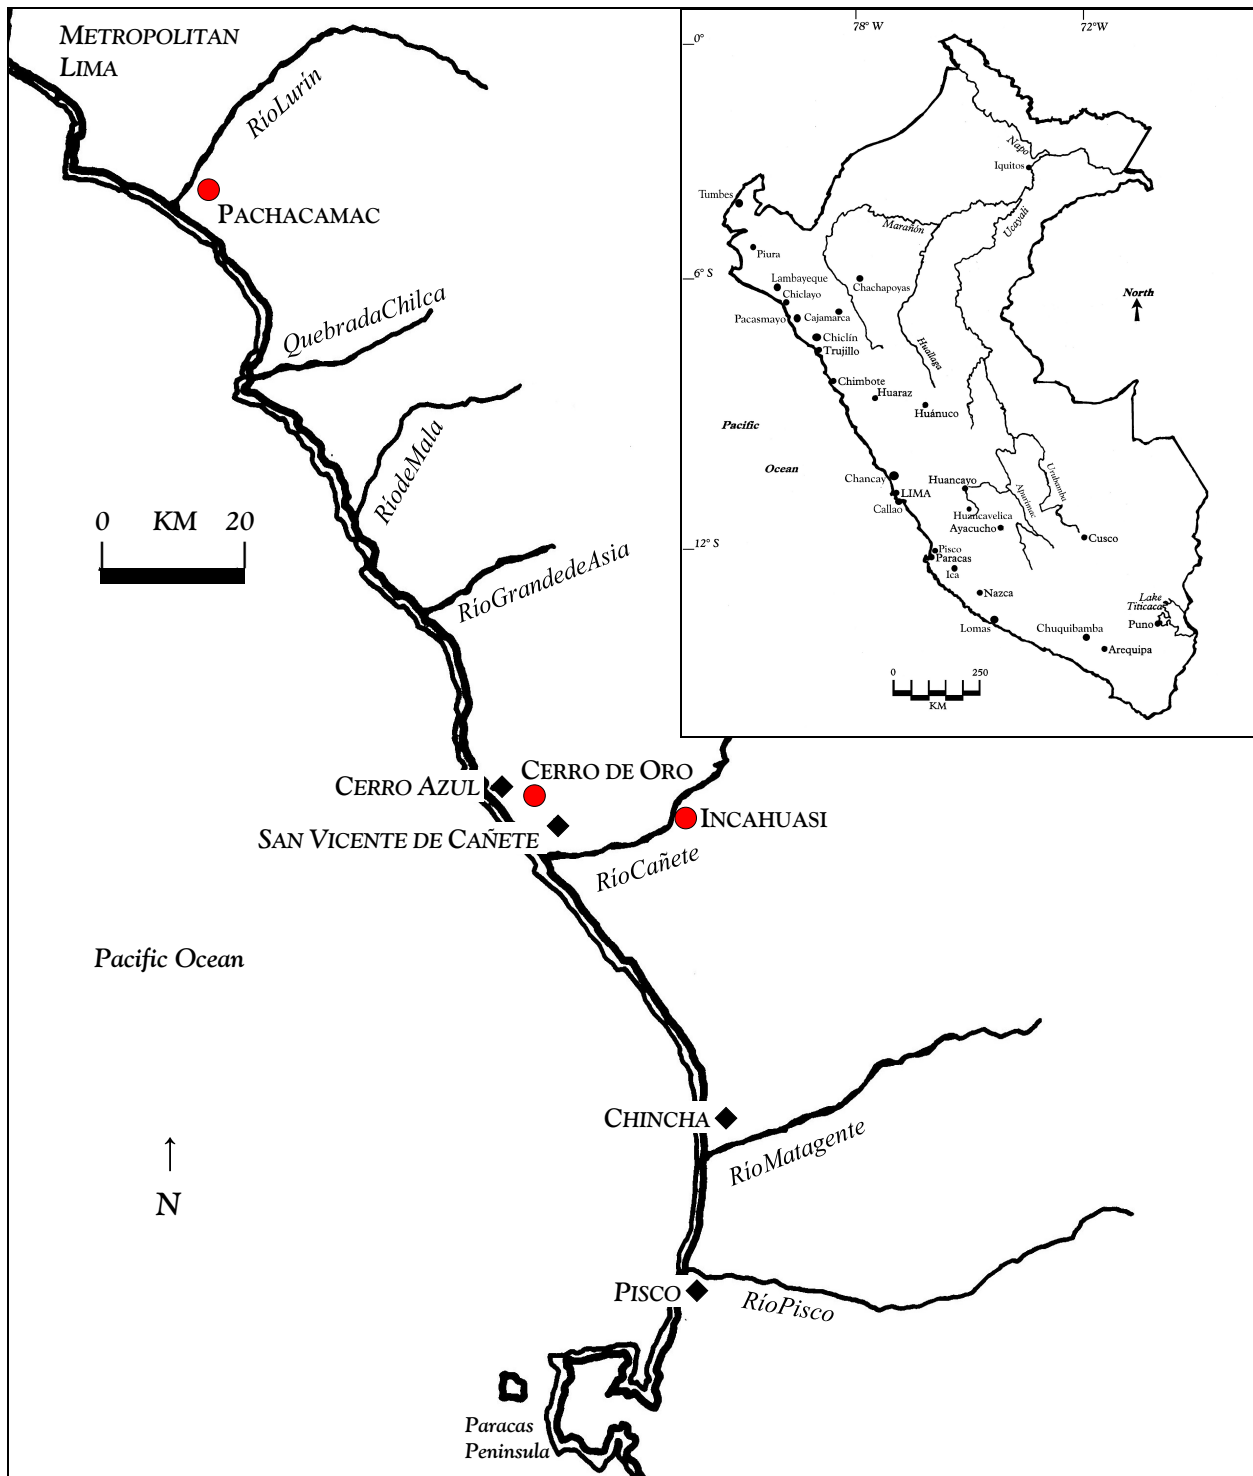 METROPOLITAN
LIMA
RíoLurín
PACHACAMAC
QuebradaChilca
RíodeMala
0 KM 20
RíoGrandedeAsia
CERRO AZUL
CERRO DE ORO
SAN VICENTE DE CAÑETE
INCAHUASI
RíoCañete
Pacific Ocean
CHINCHA
RíoMatagente
N
PISCO
RíoPisco
Paracas
Peninsula
78° W
72°W
0°
Napo
Iquitos
Tumbes
Ucayali
Marañón
Piura
6° S
Lambayeque
Chachapoyas
Chiclayo
North
Pacasmayo
Cajamarca
Chiclín
Trujillo
Huallaga
Chimbote
Huaraz
Huánuco
Pacific
Ocean
Chancay
Huancayo
Urubamba
LIMA
Apurimac
Callao
Huancavelica
Ayacucho
Cusco
12° S
Pisco
Paracas
Ica
Nazca
Lake
Titicaca
Lomas
Chuquibamba
Puno
Arequipa
0 250
KM